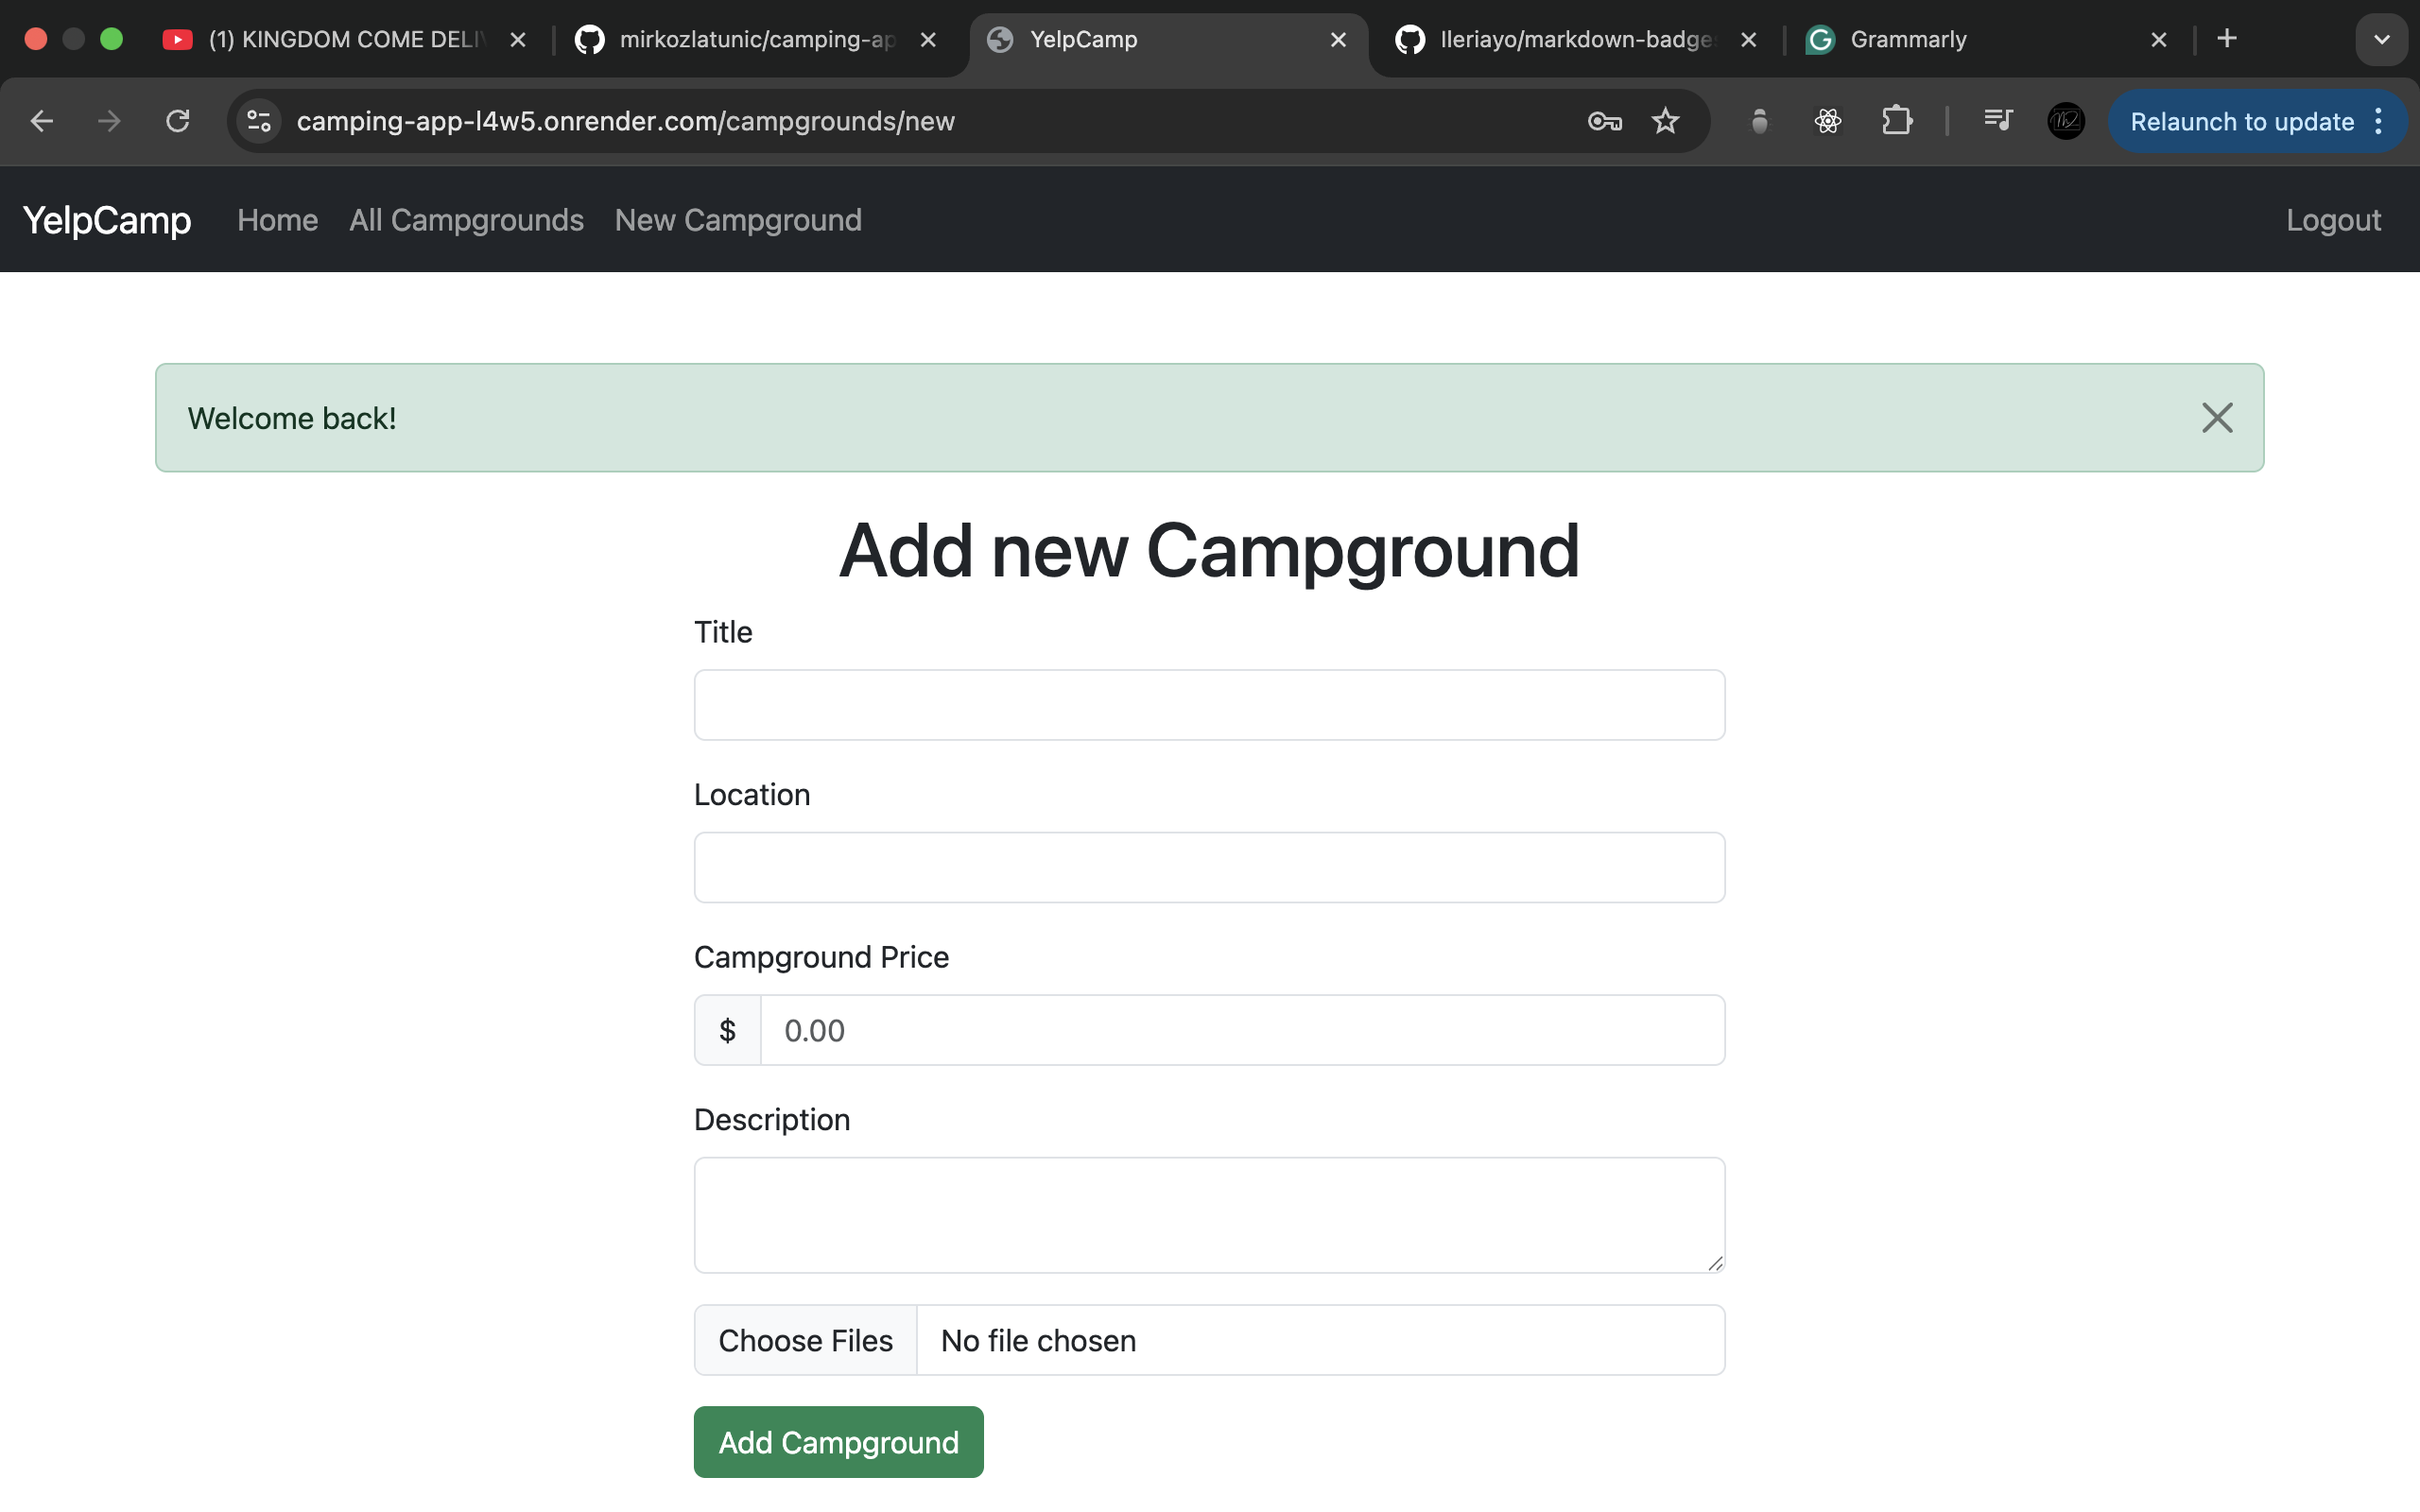 (1) KINGDOM COME DELIV
mirkozlatunic/camping-ap
YelpCamp
Ileriayo/markdown-badges
Grammarly
camping-app-l4w5.onrender.com/campgrounds/new
Relaunch to update
YelpCamp Home All Campgrounds New Campground Logout
Welcome back!
Add new Campground
Title
Location
Campground Price
$ 0.00
Description
Choose Files No file chosen
Add Campground